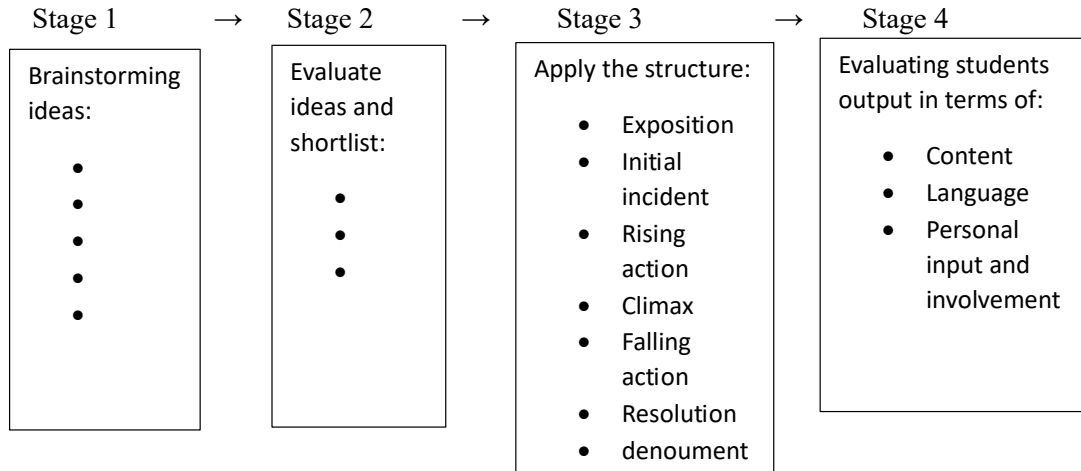 Stage 1 → Stage 2 → Stage 3 → Stage 4
Brainstorming
ideas:
•
•
•
•
•
Evaluate
ideas and
shortlist:
•
•
•
Apply the structure:
• Exposition
• Initial
incident
• Rising
action
• Climax
• Falling
action
• Resolution
• denoument
Evaluating students
output in terms of:
• Content
• Language
• Personal
input and
involvement